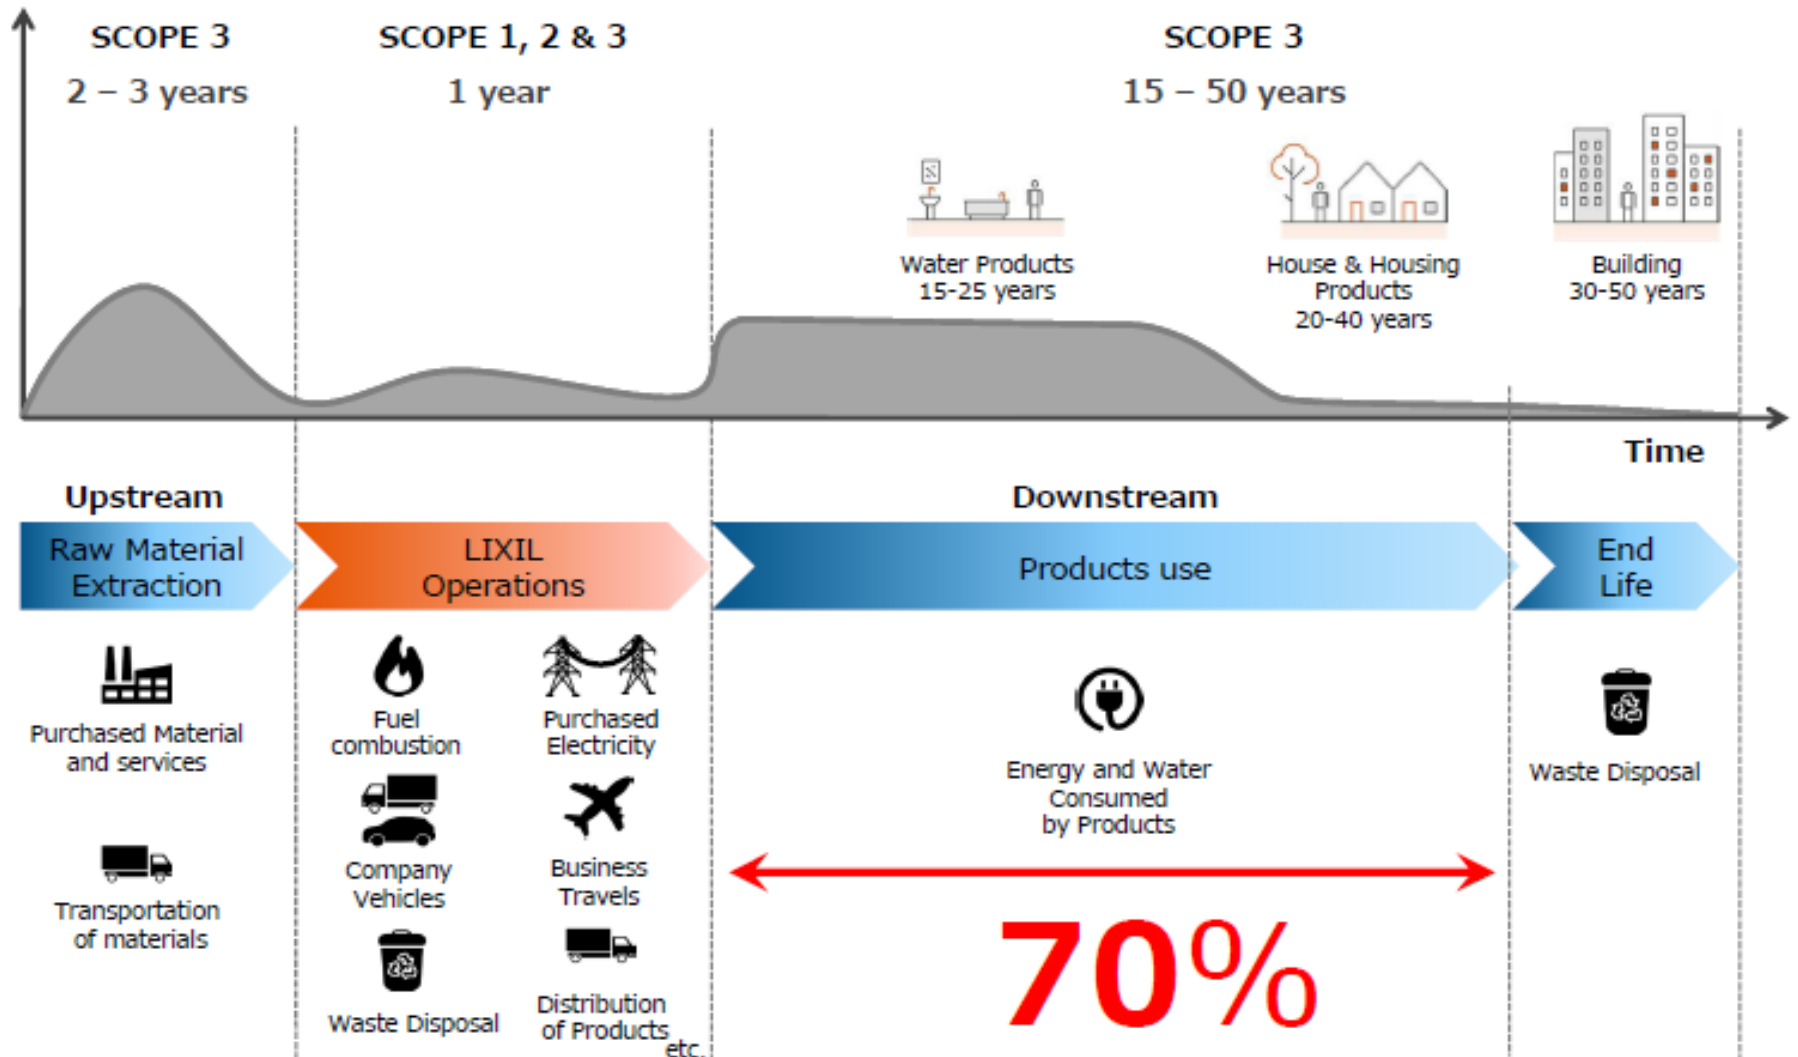 SCOPE 3
2 – 3 years
SCOPE 1, 2 & 3
1 year
SCOPE 3
15 – 50 years
Water Products
15-25 years
House & Housing
Products
20-40 years
Building
30-50 years
Time
Upstream
Downstream
Raw Material
Extraction
LIXIL
Operations
Products use
End
Life
Purchased Material
and services
Transportation
of materials
Fuel
combustion
Purchased
Electricity
Company
Vehicles
Business
Travels
Waste Disposal
Distribution
of Products
etc.
Energy and Water
Consumed
by Products
70%
Waste Disposal